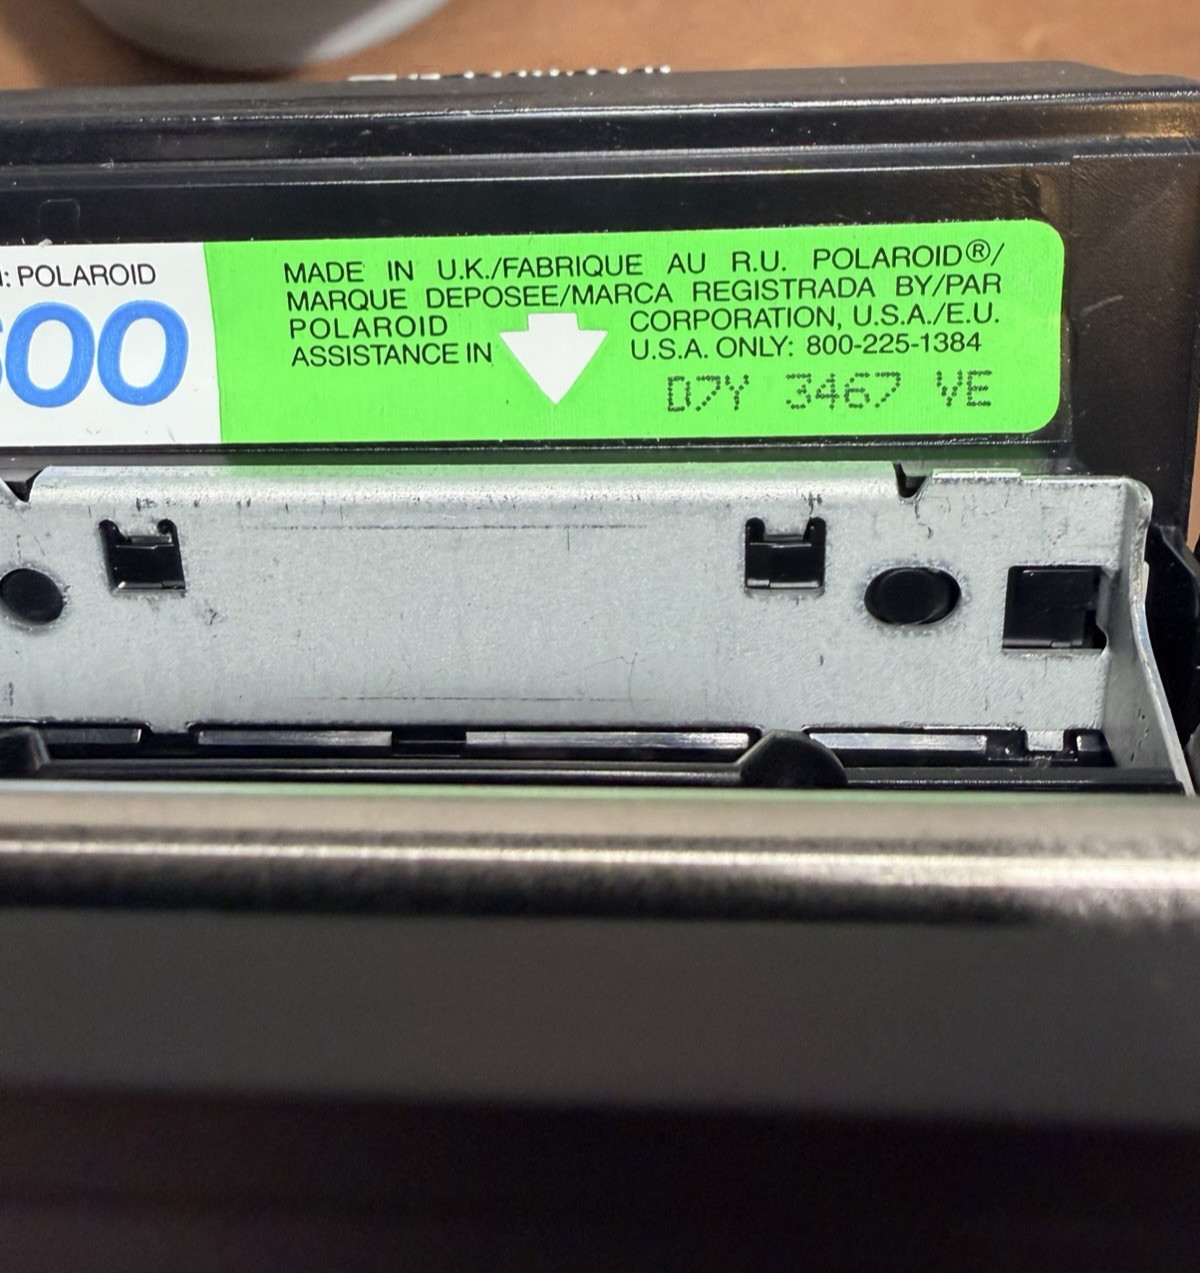 : POLAROID
00
MADE IN U.K./FABRIQUE AU R.U. POLAROID®/
MARQUE DEPOSEE/MARCA REGISTRADA BY/PAR
POLAROID CORPORATION, U.S.A./E.U.
ASSISTANCE IN U.S.A. ONLY: 800-225-1384
D7Y 3467 VE